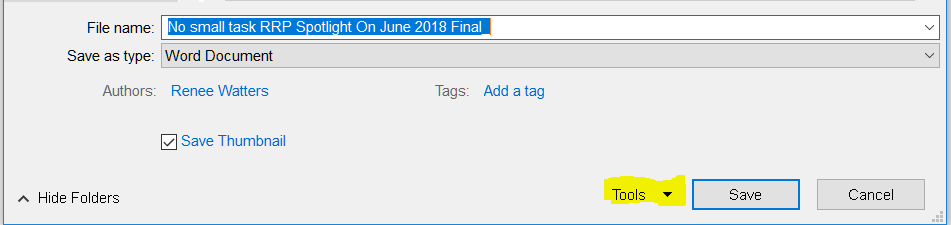 File name: No small task RRP Spotlight On June 2018 Final_
Save as type: Word Document
Authors: Renee Watters Tags: Add a tag
Save Thumbnail
Hide Folders Tools Save Cancel